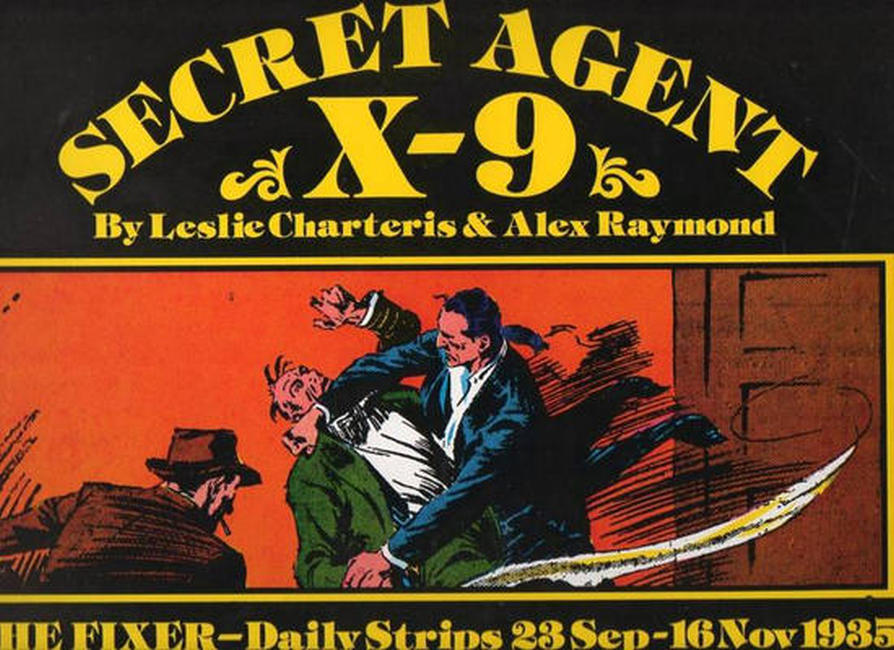 SECRET AGENT
X-9
By Leslie Charteris & Alex Raymond
HE FIXER—Daily Strips 23 Sep-16 Nov 1935